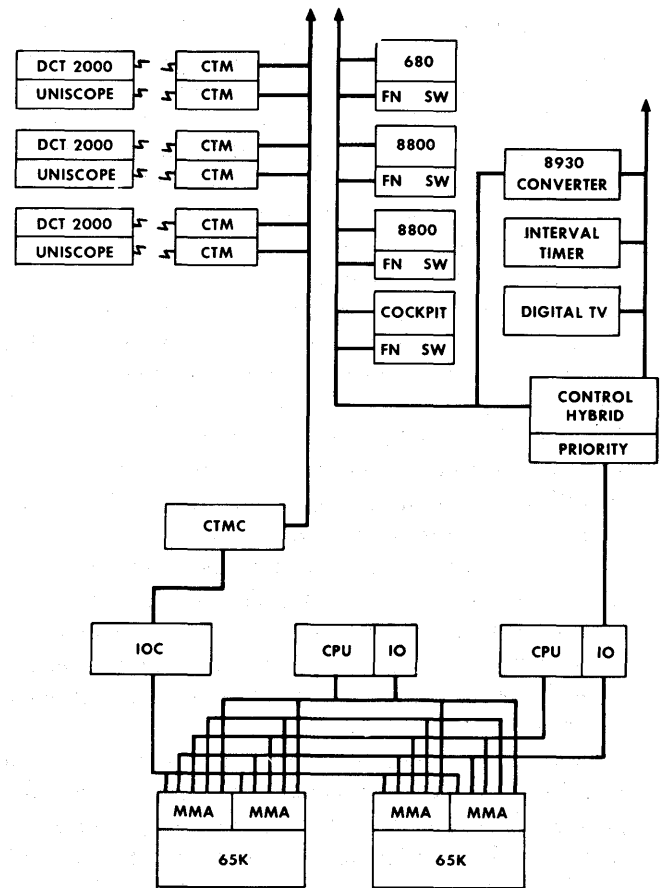 DCT 2000
UNISCOPE
CTM
CTM
DCT 2000
UNISCOPE
CTM
CTM
DCT 2000
UNISCOPE
CTM
CTM
680
FN SW
8800
FN SW
8800
FN SW
COCKPIT
FN SW
8930
CONVERTER
INTERVAL
TIMER
DIGITAL TV
CONTROL
HYBRID
PRIORITY
CTMC
IOC
CPU IO
CPU IO
MMA MMA
65K
MMA MMA
65K